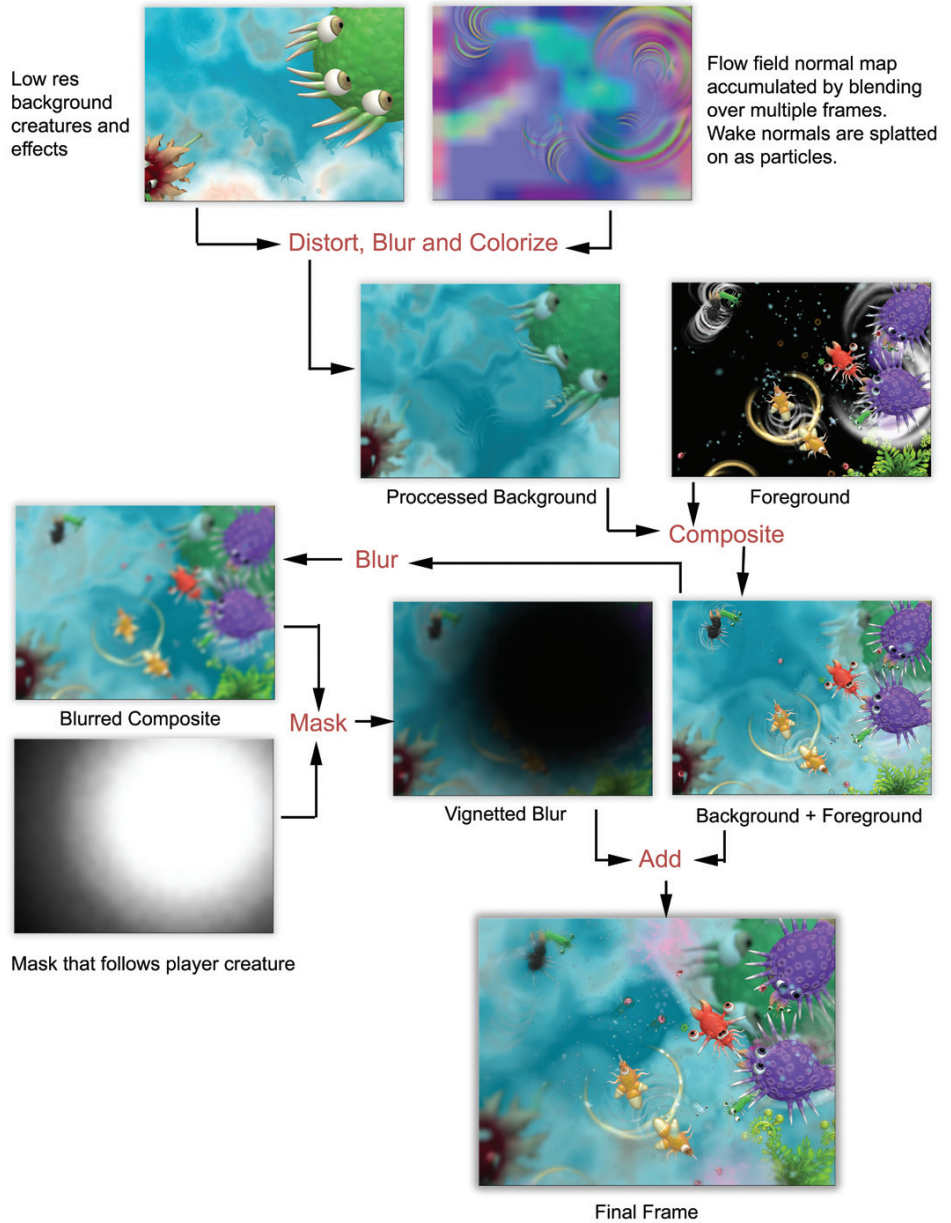 Low res
background
creatures and
effects
Flow field normal map
accumulated by blending
over multiple frames.
Wake normals are splatted
on as particles.
Distort, Blur and Colorize
Proccessed Background
Foreground
Composite
Blur
Blurred Composite
Mask
Vignetted Blur
Background + Foreground
Add
Mask that follows player creature
Final Frame